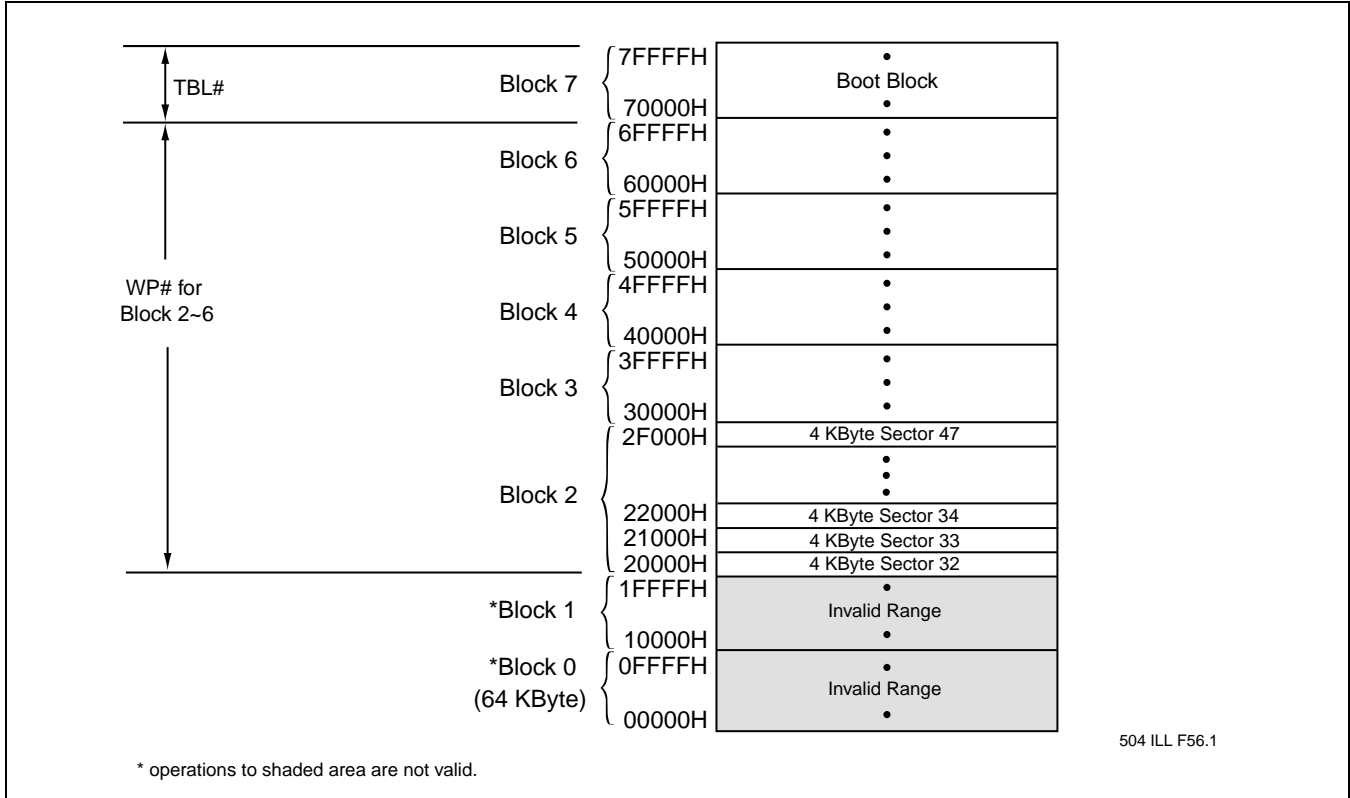 7FFFFH
TBL#
Block 7
Boot Block
70000H
6FFFFH
Block 6
60000H
5FFFFH
Block 5
50000H
4FFFFH
WP# for
Block 2~6
Block 4
40000H
3FFFFH
Block 3
30000H
2F000H
4 KByte Sector 47
Block 2
22000H
4 KByte Sector 34
21000H
4 KByte Sector 33
20000H
4 KByte Sector 32
1FFFFH
*Block 1
Invalid Range
10000H
*Block 0
(64 KByte)
0FFFFH
Invalid Range
00000H
504 ILL F56.1
* operations to shaded area are not valid.